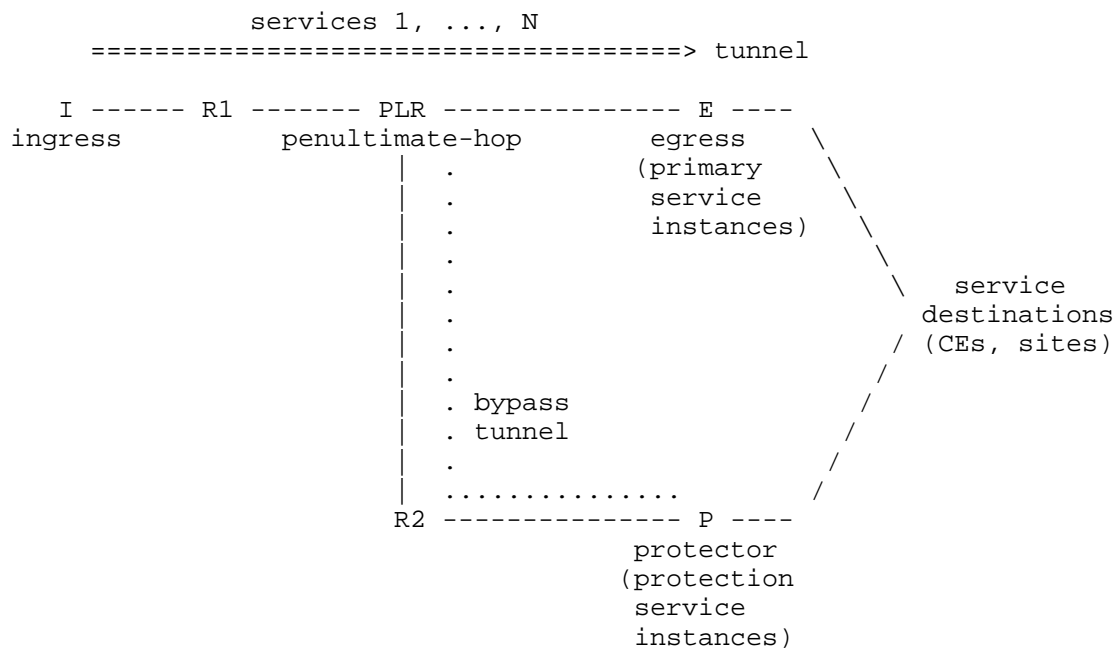 services 1, ..., N
=====================================> tunnel
I ------ R1 ------- PLR --------------- E ----
ingress penultimate-hop egress
(primary
service
instances)
service
destinations
(CEs, sites)
bypass
tunnel
R2 --------------- P ----
protector
(protection
service
instances)